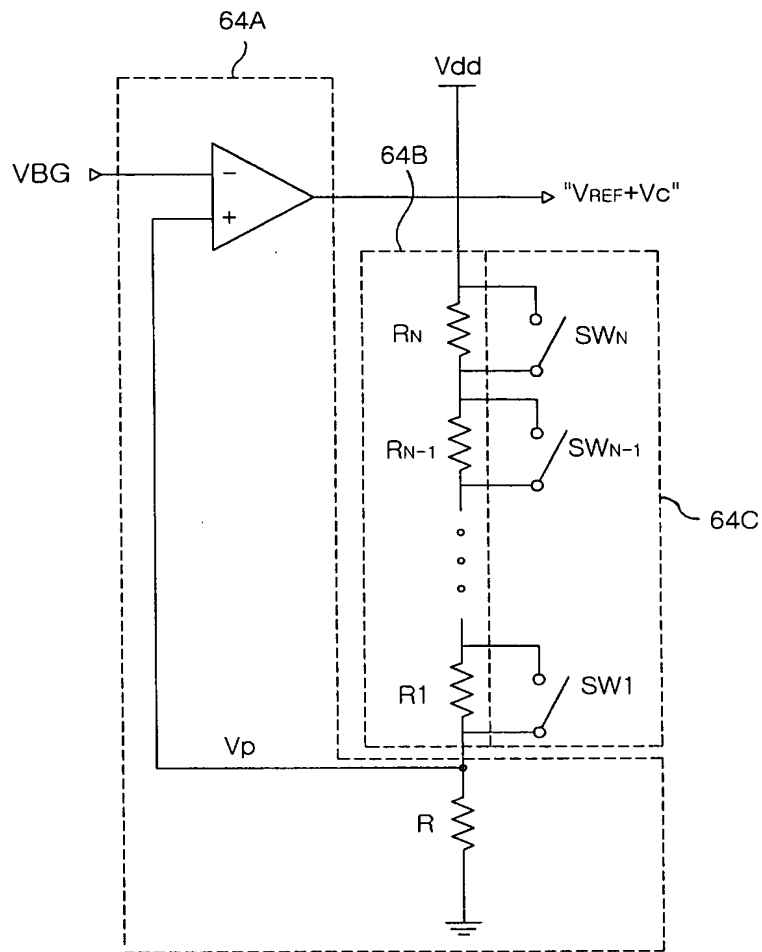 64A
Vdd
64B
VBG
"VREF+Vc"
−
+
RN
SWN
RN-1
SWN-1
64C
R1
SW1
Vp
R